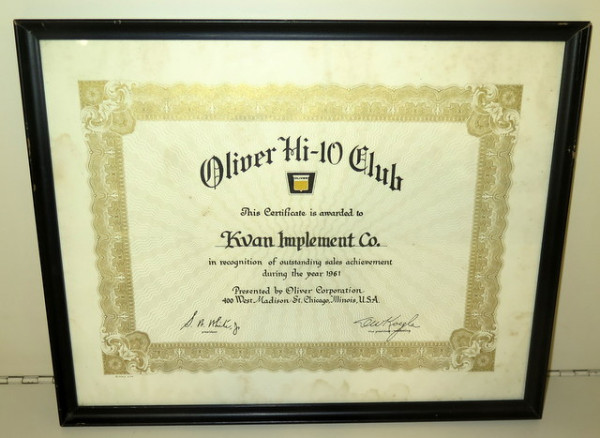 Oliver Hi-10 Club
OLIVER
This Certificate is awarded to
Kvan Implement Co.
in recognition of outstanding sales achievement
during the year 1961
Presented by Oliver Corporation
400 West Madison St. Chicago, Illinois, U.S.A.